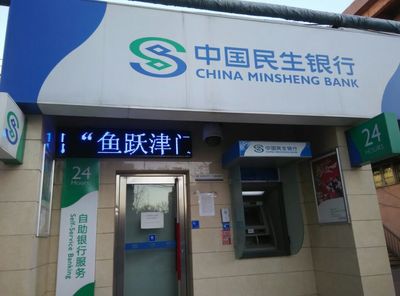 中国民生银行
CHINA MINSHENG BANK
“鱼跃津门
中国民生银行
24
HOURS
24
HOURS
自助银行服务
Self-Service Banking